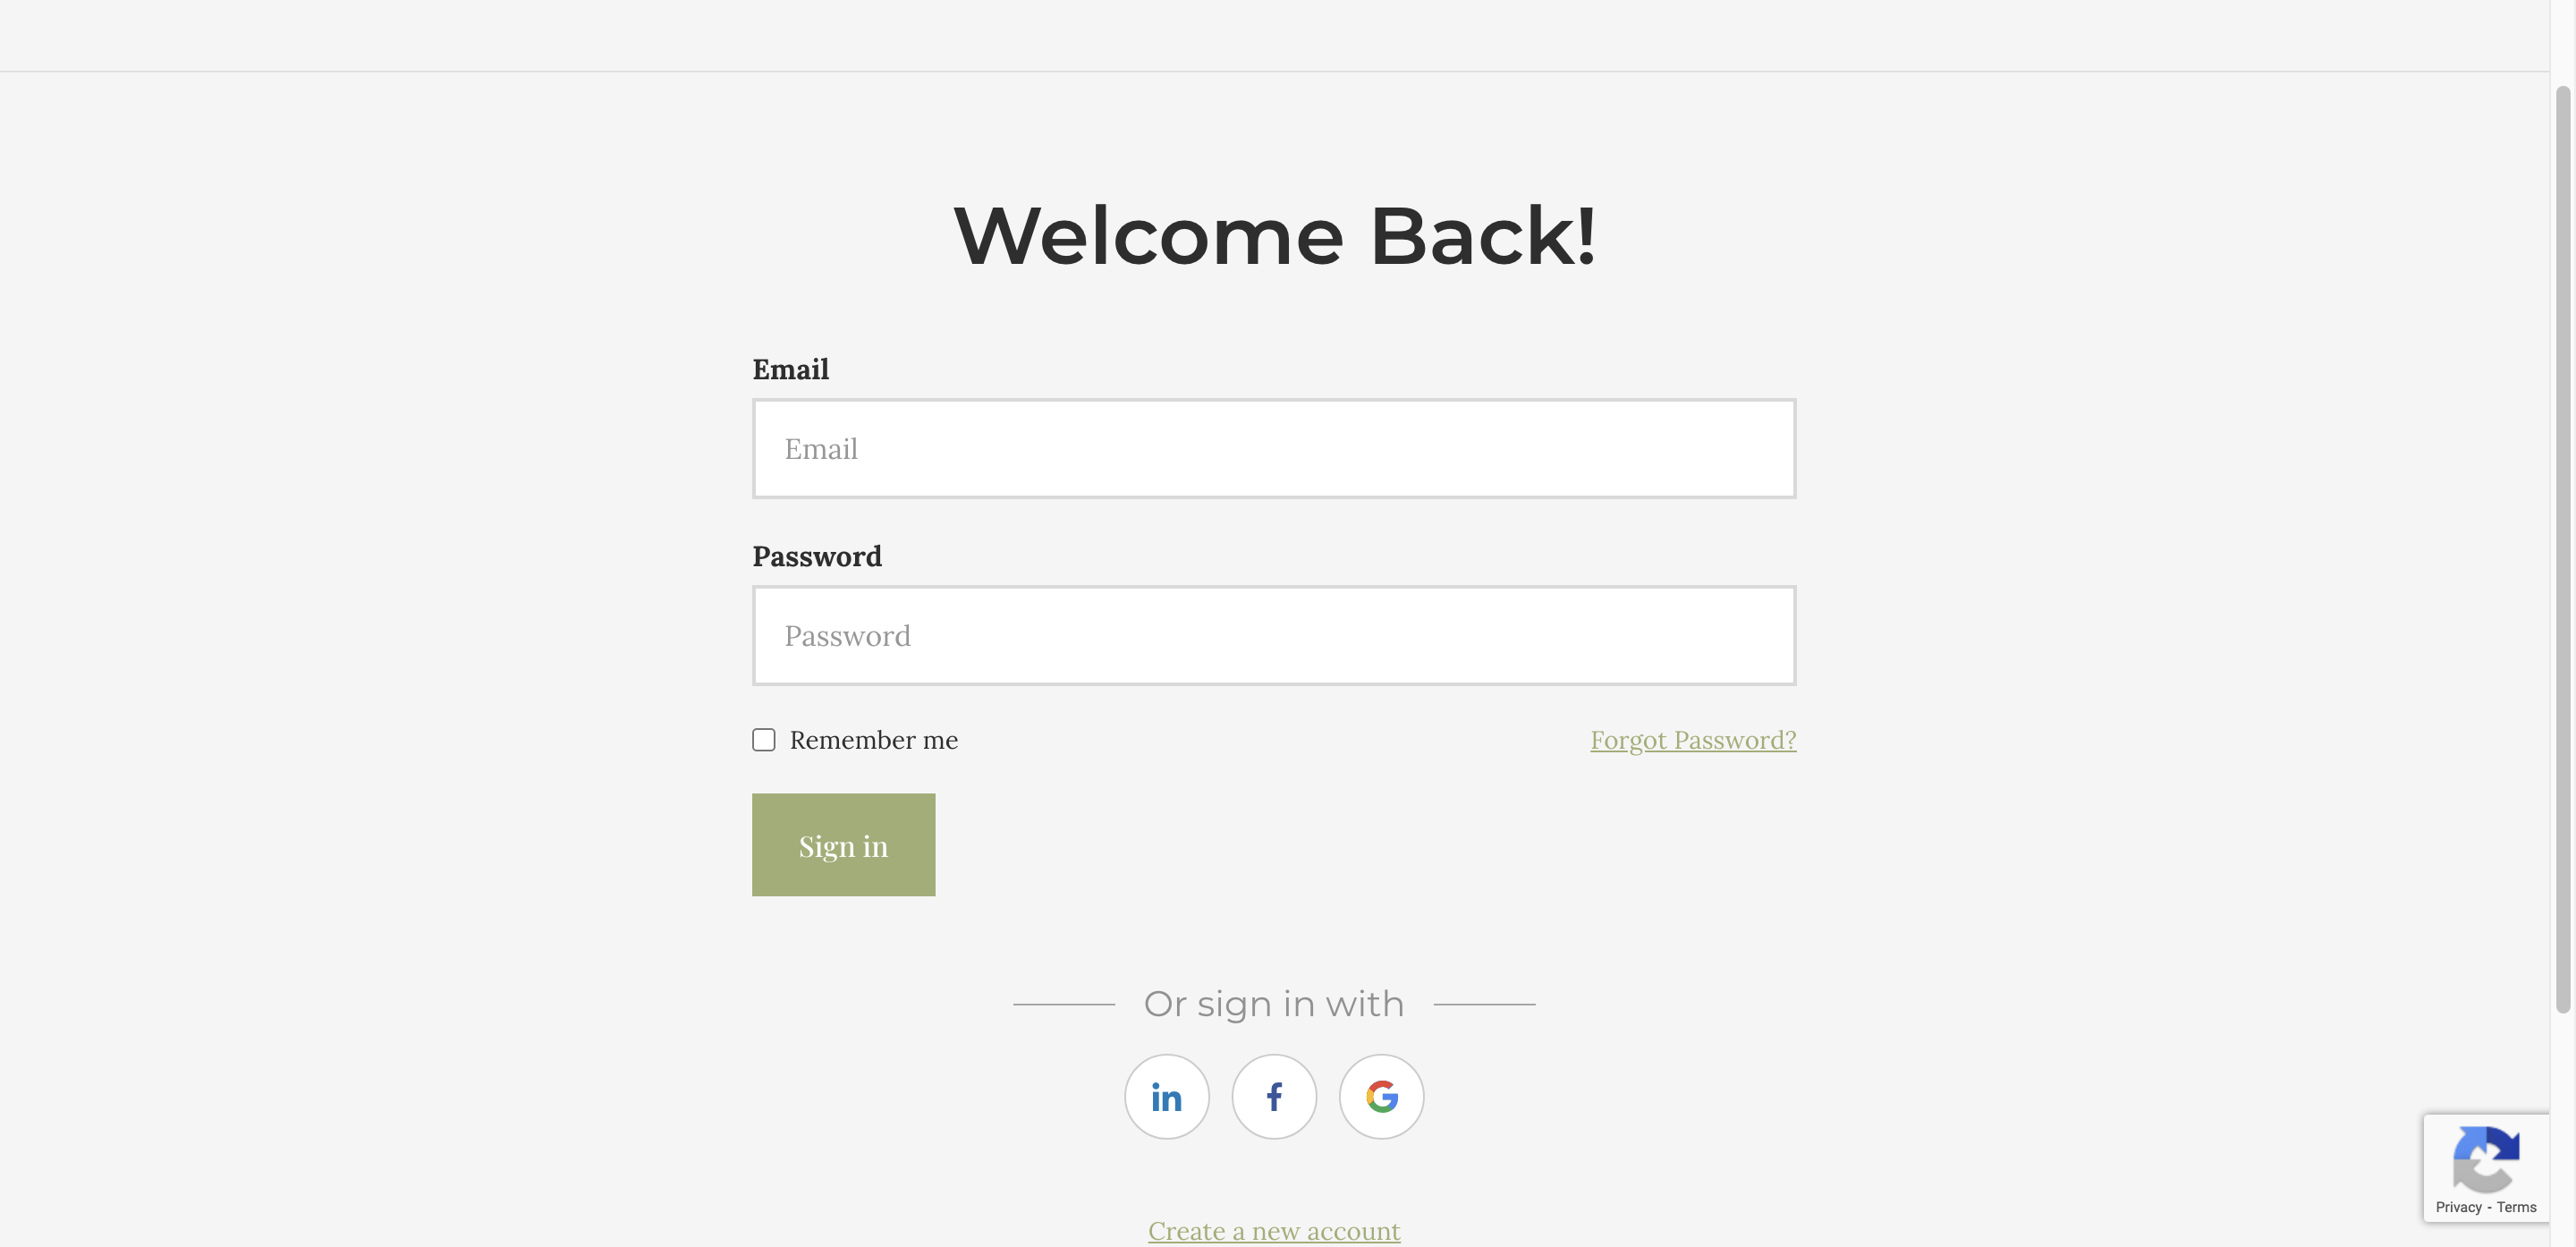 Welcome Back!
Email
Email
Password
Password
Remember me
Forgot Password?
Sign in
Or sign in with
in
f
G
Create a new account
Privacy - Terms